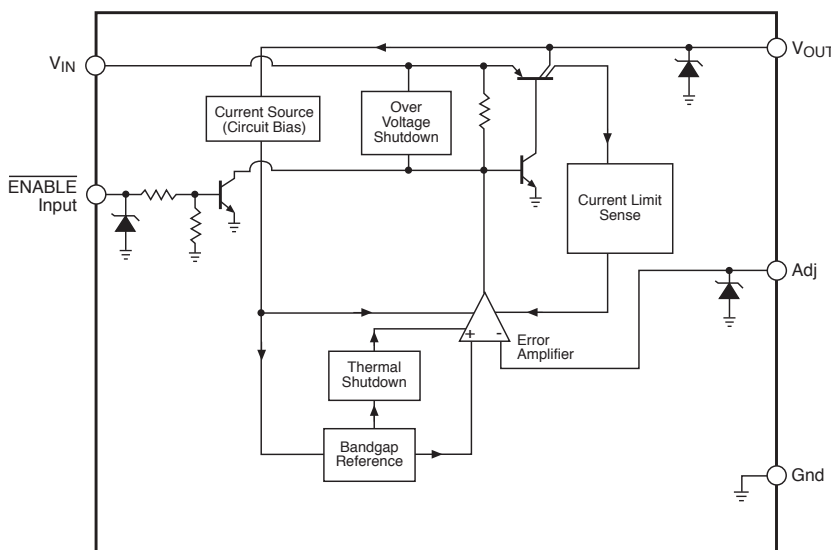 VIN
VOUT
Current Source
(Circuit Bias)
Over
Voltage
Shutdown
ENABLE
Input
Current Limit
Sense
Adj
+
-
Error
Amplifier
Thermal
Shutdown
Bandgap
Reference
Gnd